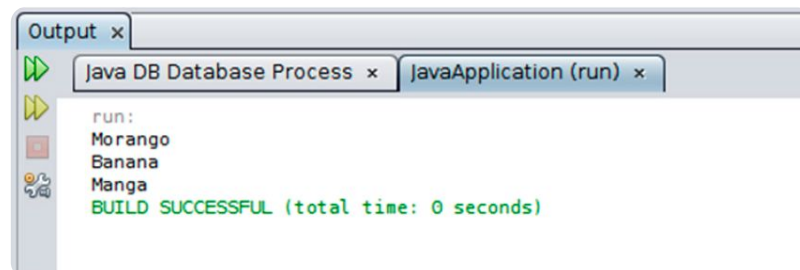 Output x
Java DB Database Process x JavaApplication (run) x
run:
Morango
Banana
Manga
BUILD SUCCESSFUL (total time: 0 seconds)